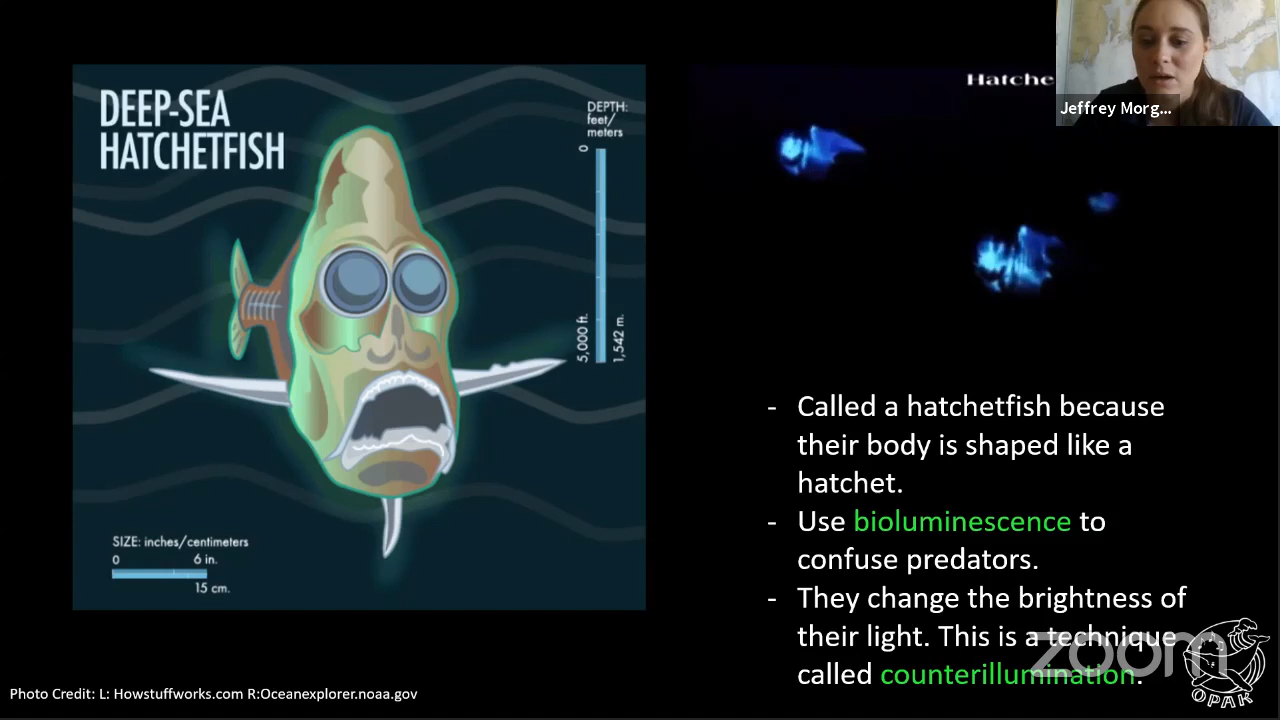 DEEP-SEA
HATCHETFISH
DEPTH:
feet/
meters
0
5,000 ft.
1,542 m.
SIZE: inches/centimeters
0 6 in.
15 cm.
Photo Credit: L: Howstuffworks.com R:Oceanexplorer.noaa.gov
Hatche
Jeffrey Morg...
- Called a hatchetfish because
their body is shaped like a
hatchet.
- Use bioluminescence to
confuse predators.
- They change the brightness of
their light. This is a technique
called counterillumination.
zoom
OPAK